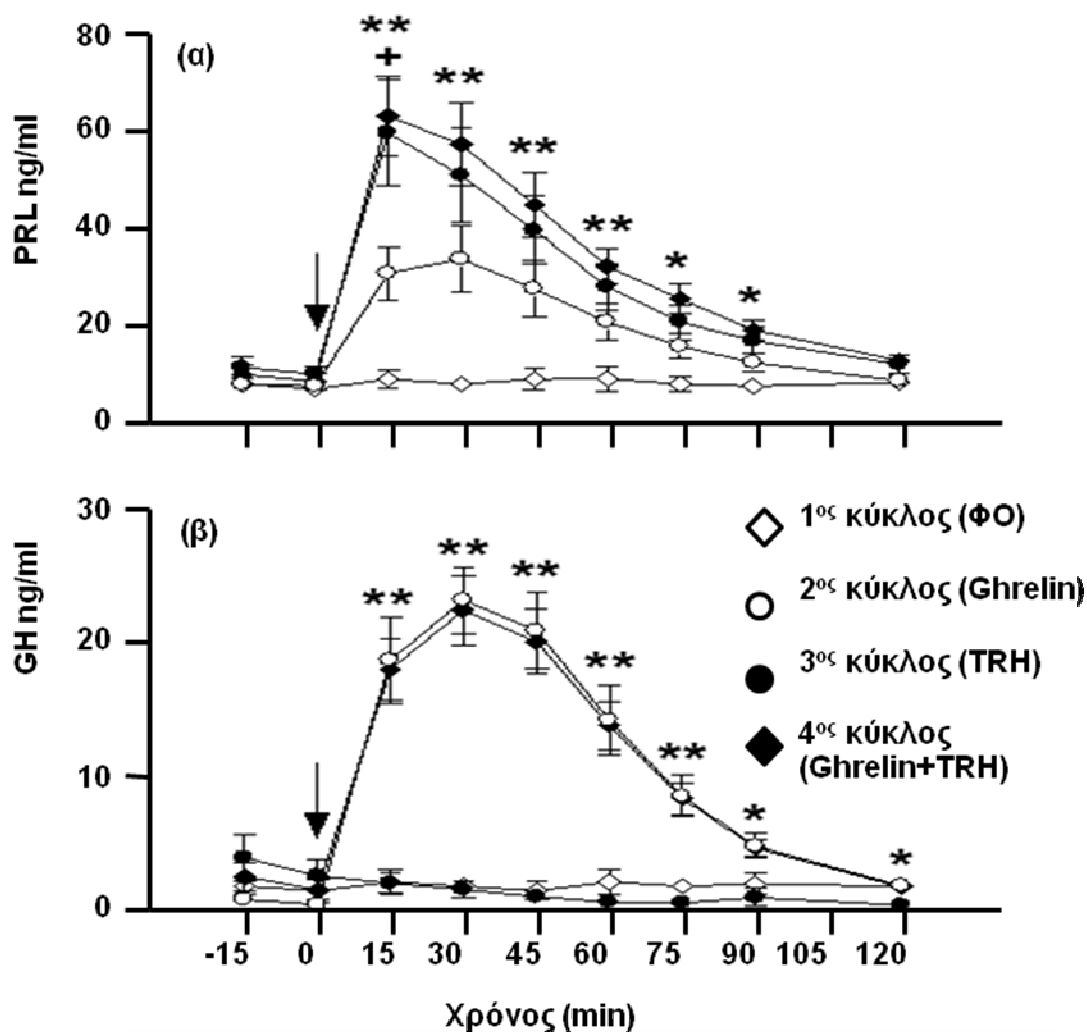 80
60
40
20
0
PRL ng/ml
(α)
**
+
**
**
**
*
*
30
20
10
0
GH ng/ml
(β)
**
**
**
**
**
*
*
1ος κύκλος (ΦΟ)
2ος κύκλος (Ghrelin)
3ος κύκλος (TRH)
4ος κύκλος
(Ghrelin+TRH)
-15 0 15 30 45 60 75 90 105 120
Χρόνος (min)